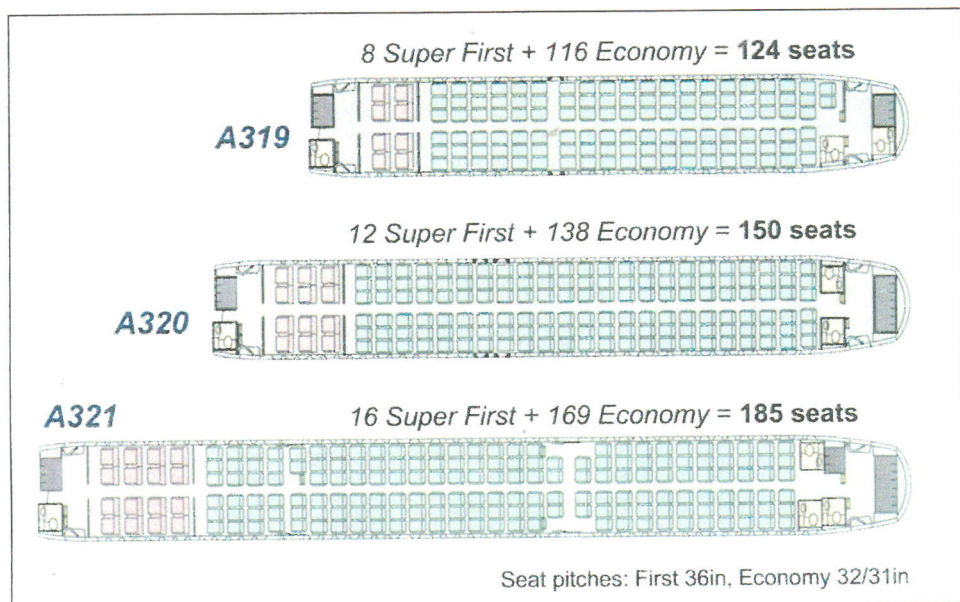 8 Super First + 116 Economy = 124 seats
A319
12 Super First + 138 Economy = 150 seats
A320
A321
16 Super First + 169 Economy = 185 seats
Seat pitches: First 36in, Economy 32/31in